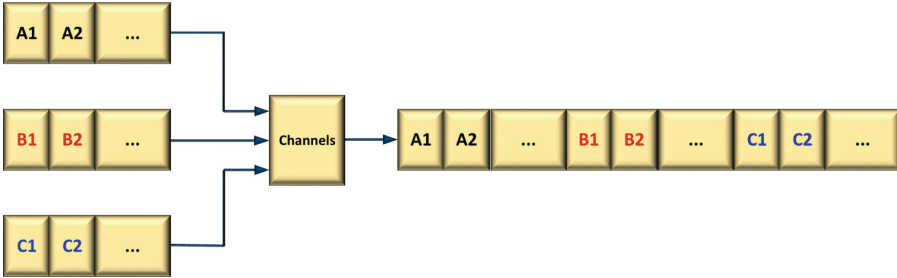 A1 A2 ...
B1 B2 ...
Channels
A1 A2 ... B1 B2 ... C1 C2 ...
C1 C2 ...